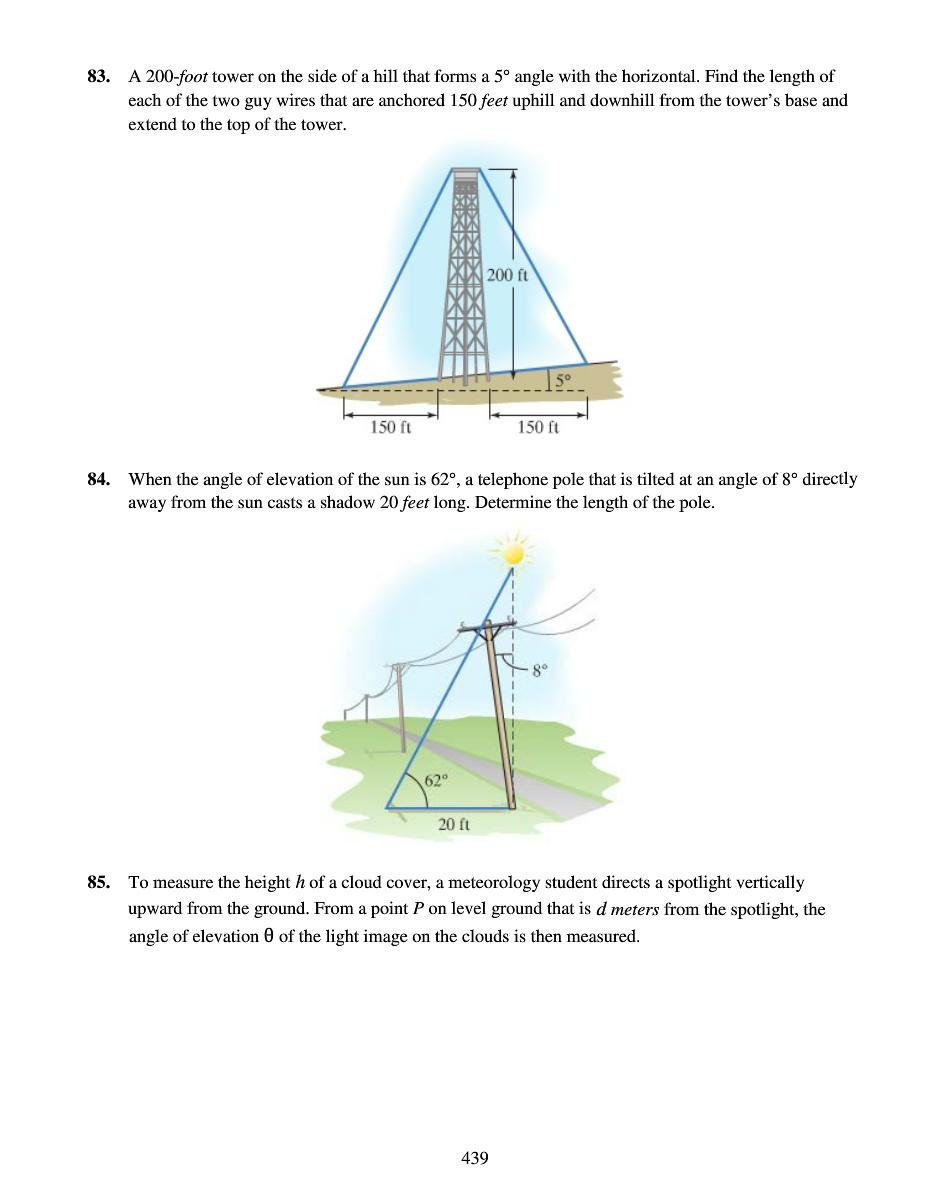 83. A 200-foot tower on the side of a hill that forms a 5° angle with the horizontal. Find the length of
each of the two guy wires that are anchored 150 feet uphill and downhill from the tower’s base and
extend to the top of the tower.
200 ft
5°
150 ft 150 ft
84. When the angle of elevation of the sun is 62°, a telephone pole that is tilted at an angle of 8° directly
away from the sun casts a shadow 20 feet long. Determine the length of the pole.
8°
62°
20 ft
85. To measure the height h of a cloud cover, a meteorology student directs a spotlight vertically
upward from the ground. From a point P on level ground that is d meters from the spotlight, the
angle of elevation θ of the light image on the clouds is then measured.
439